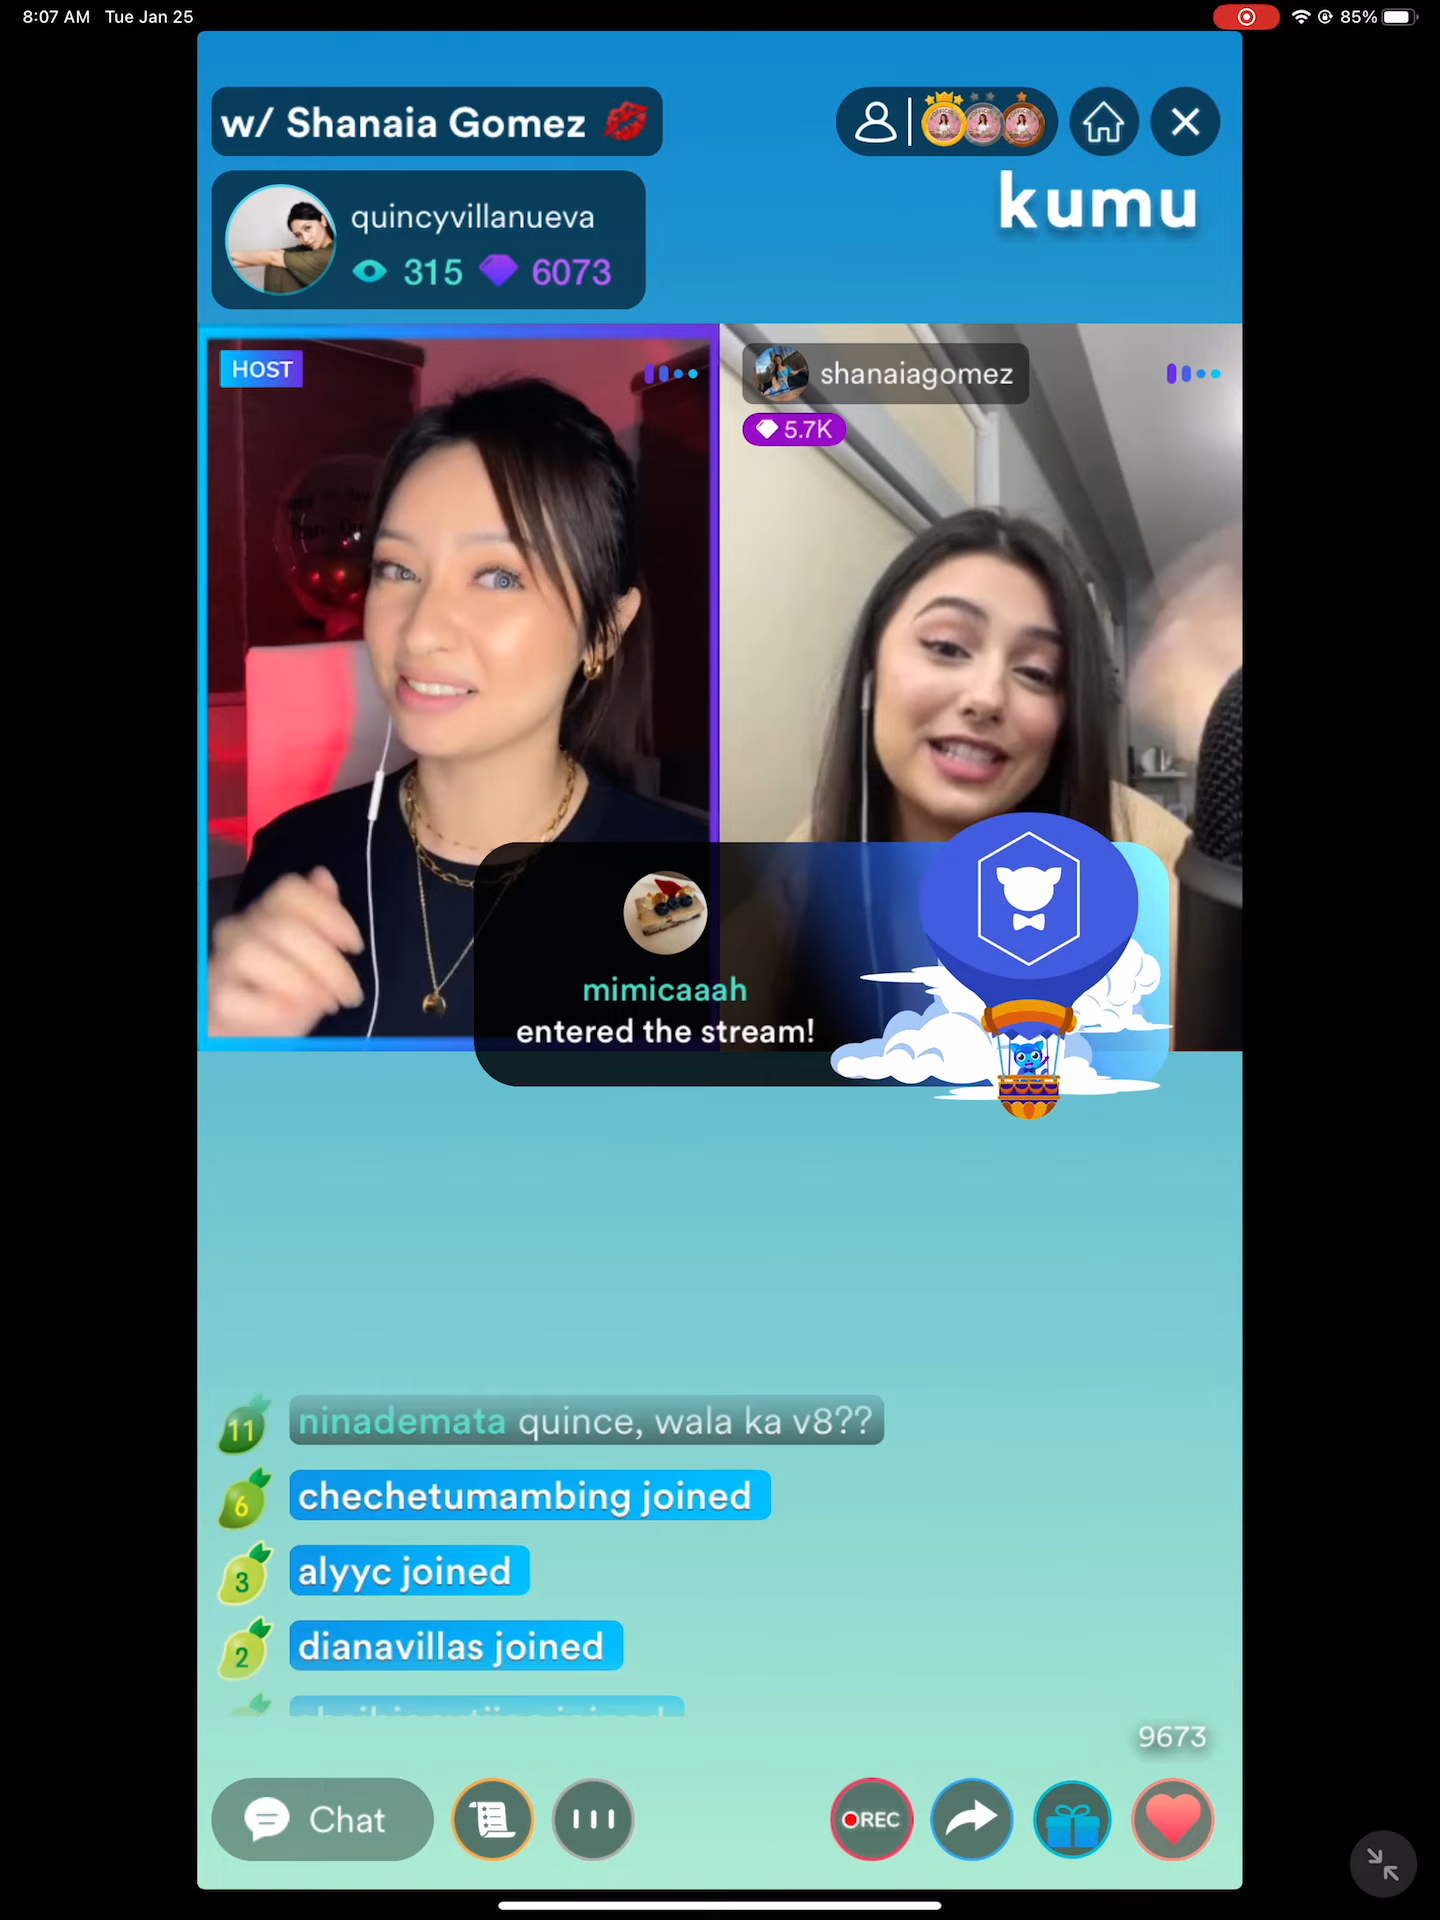 8:07 AM Tue Jan 25
85%
w/ Shanaia Gomez
kumu
quincyvillanueva
315 6073
HOST
shanaiagomez
5.7K
mimicaaah
entered the stream!
11 ninademata quince, wala ka v8??
6 chechetumambing joined
3 alyyc joined
2 dianavillas joined
9673
Chat
REC